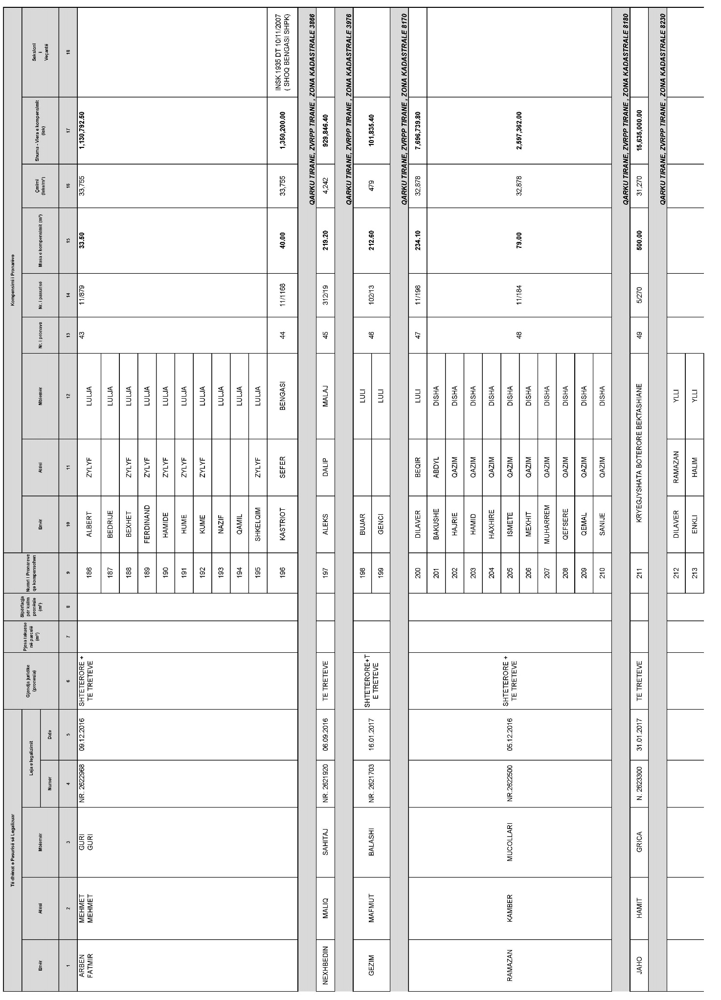 Të dhënat e Pasurisë së Legalizuar Kompensimi i Pronarëve
Emër Atësi Mbiemër Leja e legalizimit Gjendja juridike (pronesia) Pjesa takuese në parcelë (m²) Sipërfaqja për kalim pronësie (m²) Numri i Pronareve qe kompensohen Emër Atësi Mbiemër Nr. i pronave Nr. i pasurisë Masa e kompensimit (m²) Çmimi (leke/m²) Shuma - Vlera e kompensimit (lek) Seksioni i Veçantë
Numer Date
1 2 3 4 5 6 7 8 9 10 11 12 13 14 15 16 17 18
ARBEN MEHMET GURI NR. 2622968 09.12.2016 SHTETERORE + 43 11/879 33.50 33,755 1,130,792.50
FATMIR MEHMET GURI TE TRETEVE 186 ALBERT ZYLYF LULJA
187 BEDRIJE LULJA
188 BEXHET ZYLYF LULJA
189 FERDINAND ZYLYF LULJA
190 HAMIDE ZYLYF LULJA
191 HUME ZYLYF LULJA
192 KUME ZYLYF LULJA
193 NAZIF LULJA
194 QAMIL LULJA
195 SHKELQIM ZYLYF LULJA
196 KASTRIOT SEFER BENGASI 44 11/1168 40.00 33,755 1,350,200.00 INSK 1935 DT 10/11/2007
( SHOQ BENGASI SHPK)
QARKU TIRANE, ZVRPP TIRANE , ZONA KADASTRALE 3866
NEXHBEDIN MALIQ SAHITAJ NR. 2621920 06.09.2016 TE TRETEVE 197 ALEKS DALIP MALAJ 45 312/19 219.20 4,242 929,846.40
QARKU TIRANE, ZVRPP TIRANE , ZONA KADASTRALE 3976
GEZIM MAFMUT BALASHI NR. 2621703 16.01.2017 SHTETERORE+T 198 BUJAR LULI 46 102/13 212.60 479 101,835.40
E TRETEVE 199 GENCI LULI
QARKU TIRANE, ZVRPP TIRANE , ZONA KADASTRALE 8170
200 DILAVER BEQIR LULI 47 11/198 234.10 32,878 7,696,739.80
201 BAKUSHE ABDYL DISHA
202 HAJRIE QAZIM DISHA
203 HAMID QAZIM DISHA
204 HAXHIRE QAZIM DISHA
RAMAZAN KAMBER MUCOLLARI NR.2622500 05.12.2016 SHTETERORE + 205 ISMETE QAZIM DISHA 48 11/184 79.00 32,878 2,597,362.00
TE TRETEVE
206 MEXHIT QAZIM DISHA
207 MUHARREM QAZIM DISHA
208 QEFSERE QAZIM DISHA
209 QEMAL QAZIM DISHA
210 SANIJE QAZIM DISHA
QARKU TIRANE, ZVRPP TIRANE , ZONA KADASTRALE 8180
JAHO HAMIT GRICA N. 2623300 31.01.2017 TE TRETEVE 211 KRYEGJYSHATA BOTERORE BEKTASHIANE 49 5/270 500.00 31,270 15,635,000.00
QARKU TIRANE, ZVRPP TIRANE , ZONA KADASTRALE 8230
212 DILAVER RAMAZAN YLLI
213 ENKLI HALIM YLLI